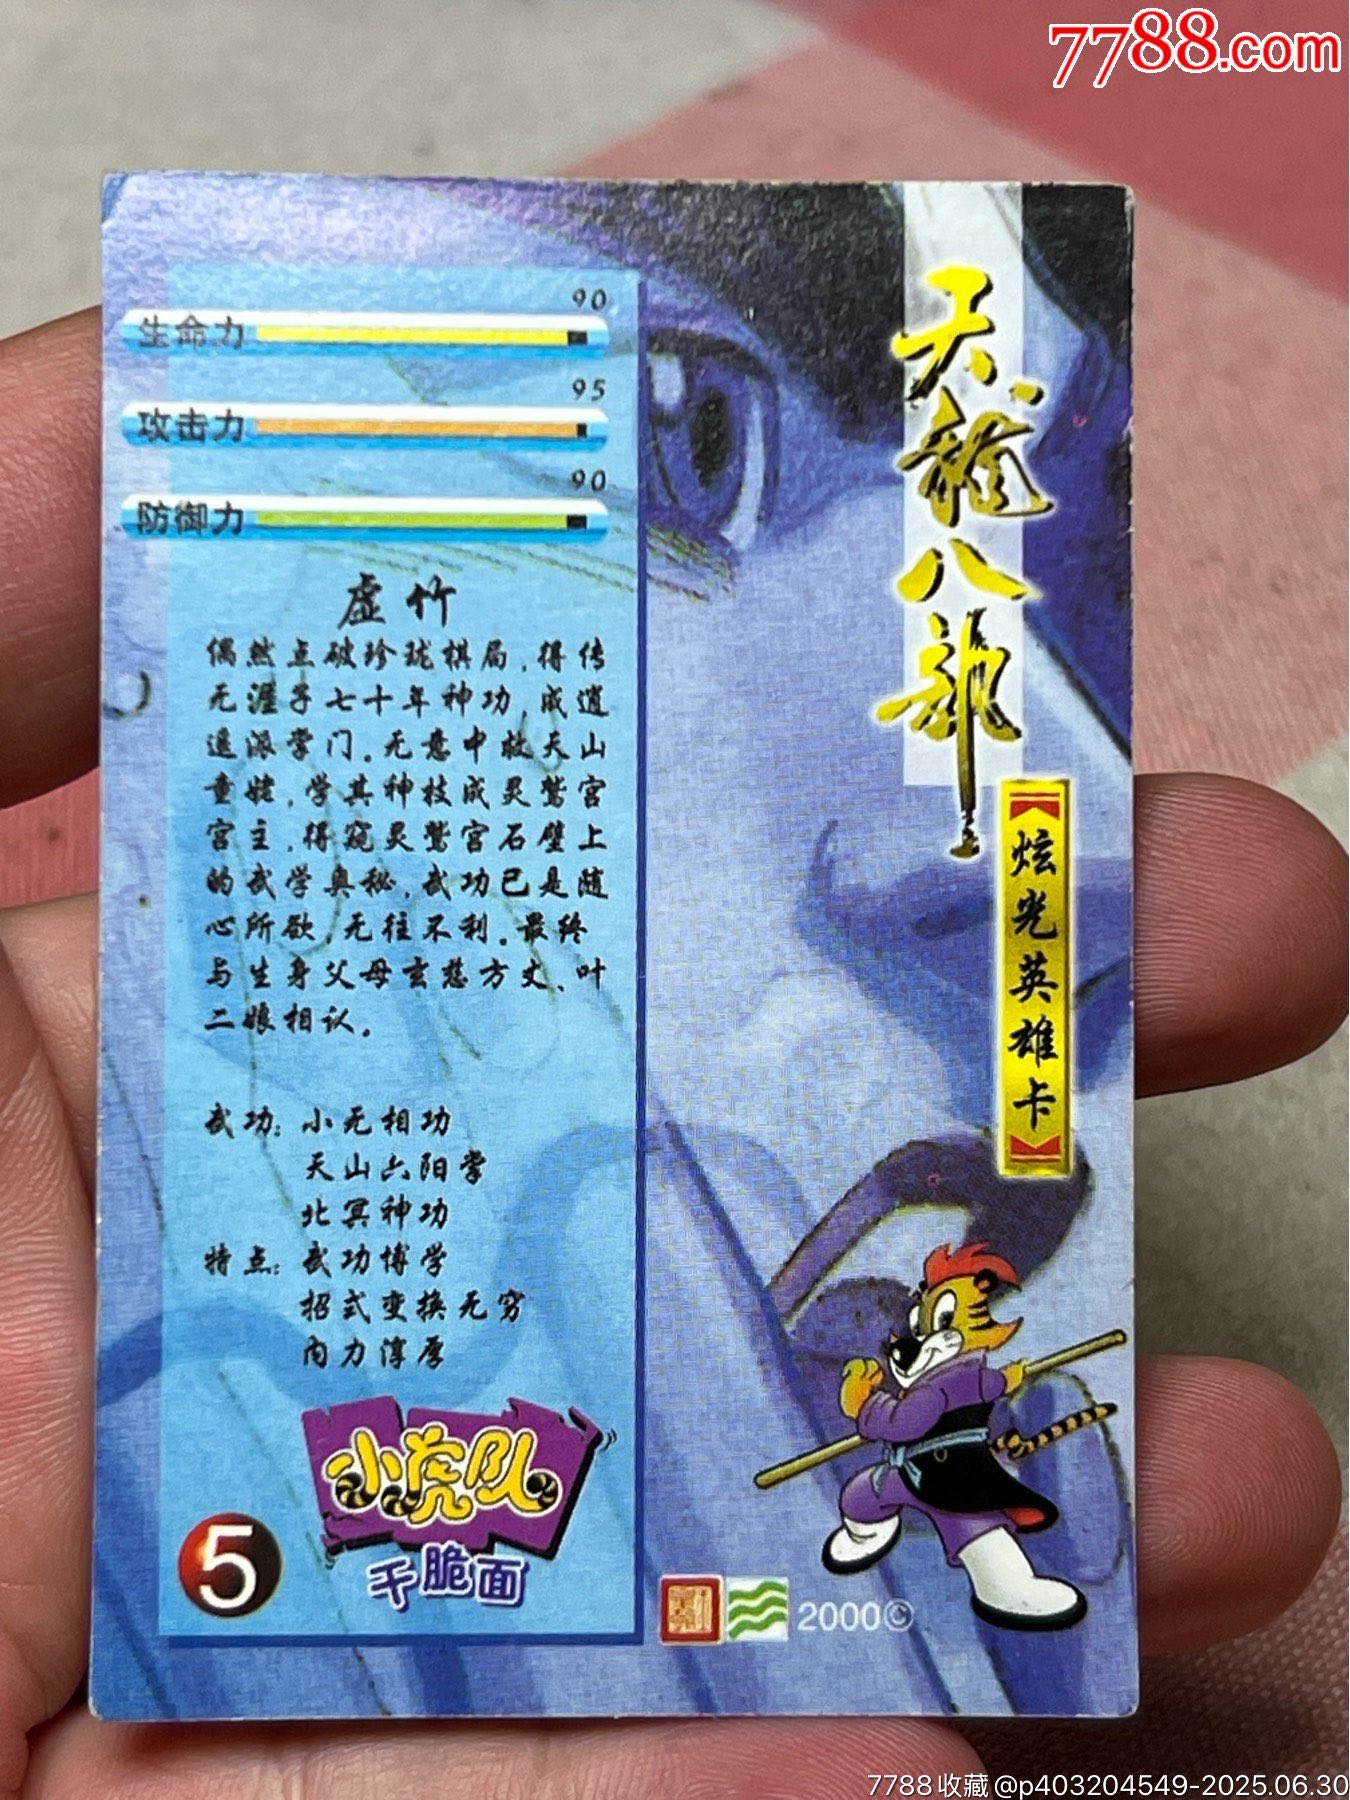 7788.com
天龍八部
炫光英雄卡
90
生命力
95
攻击力
90
防御力
虚竹
偶然点破珍珑棋局,得传
无涯子七十年神功,成逍
遥派掌门。无意中救天山
童姥,学其神技成灵鹫宫
宫主,得窥灵鹫宫石壁上
的武学奥秘,武功已是随
心所欲,无往不利。最终
与生身父母玄慈方丈、叶
二娘相认。
武功:小无相功
天山六阳掌
北冥神功
特点:武功博学
招式变换无穷
内力淳厚
小虎队
干脆面
5
2000©
7788收藏@p403204549-2025.06.30